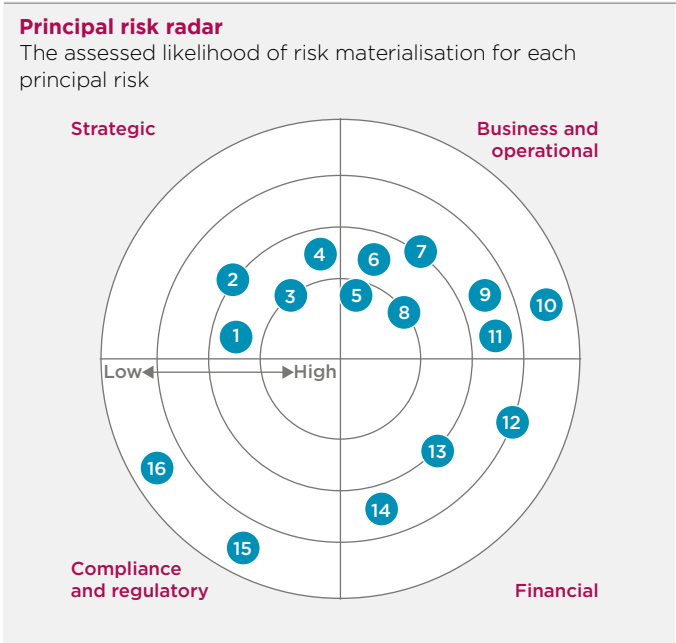 Principal risk radar
The assessed likelihood of risk materialisation for each
principal risk
Strategic
Business and
operational
4
6
7
2
3
5
9
10
8
1
11
Low
High
12
13
16
14
15
Compliance
and regulatory
Financial